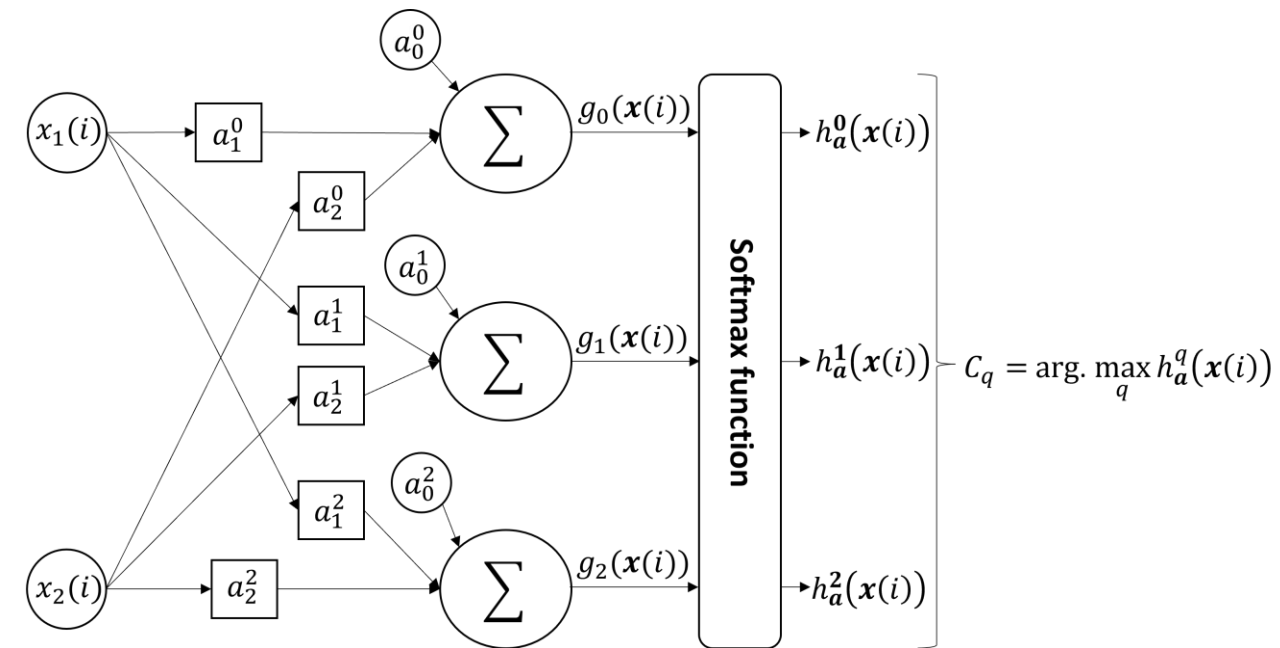 a_0^0
x_1(i)
a_1^0
∑
g_0(x(i))
h_a^0(x(i))
a_2^0
a_0^1
a_1^1
∑
g_1(x(i))
Softmax function
h_a^1(x(i))
C_q = arg. max_q h_a^q(x(i))
a_2^1
a_0^2
a_1^2
x_2(i)
a_2^2
∑
g_2(x(i))
h_a^2(x(i))